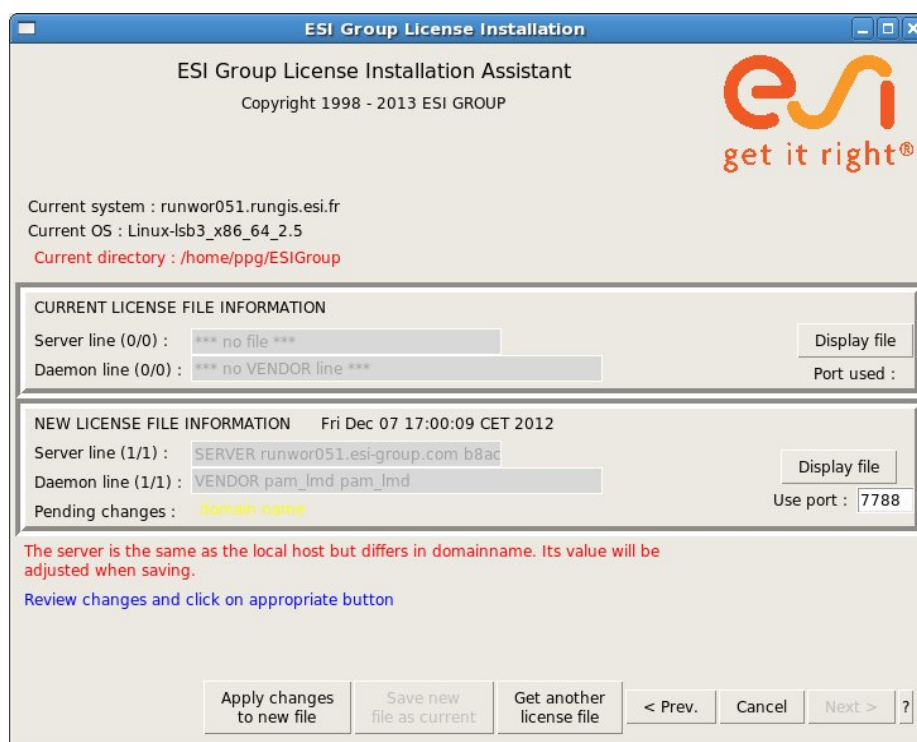 ESI Group License Installation
ESI Group License Installation Assistant
Copyright 1998 - 2013 ESI GROUP
esi
get it right®
Current system : runwor051.rungis.esi.fr
Current OS : Linux-lsb3_x86_64_2.5
Current directory : /home/ppg/ESIGroup
CURRENT LICENSE FILE INFORMATION
Server line (0/0) : *** no file ***
Display file
Daemon line (0/0) : *** no VENDOR line ***
Port used :
NEW LICENSE FILE INFORMATION Fri Dec 07 17:00:09 CET 2012
Server line (1/1) : SERVER runwor051.esi-group.com b8ac
Display file
Daemon line (1/1) : VENDOR pam_lmd pam_lmd
Use port : 7788
Pending changes : domain name
The server is the same as the local host but differs in domainname. Its value will be
adjusted when saving.
Review changes and click on appropriate button
Apply changes
to new file
Save new
file as current
Get another
license file
< Prev.
Cancel
Next >
?